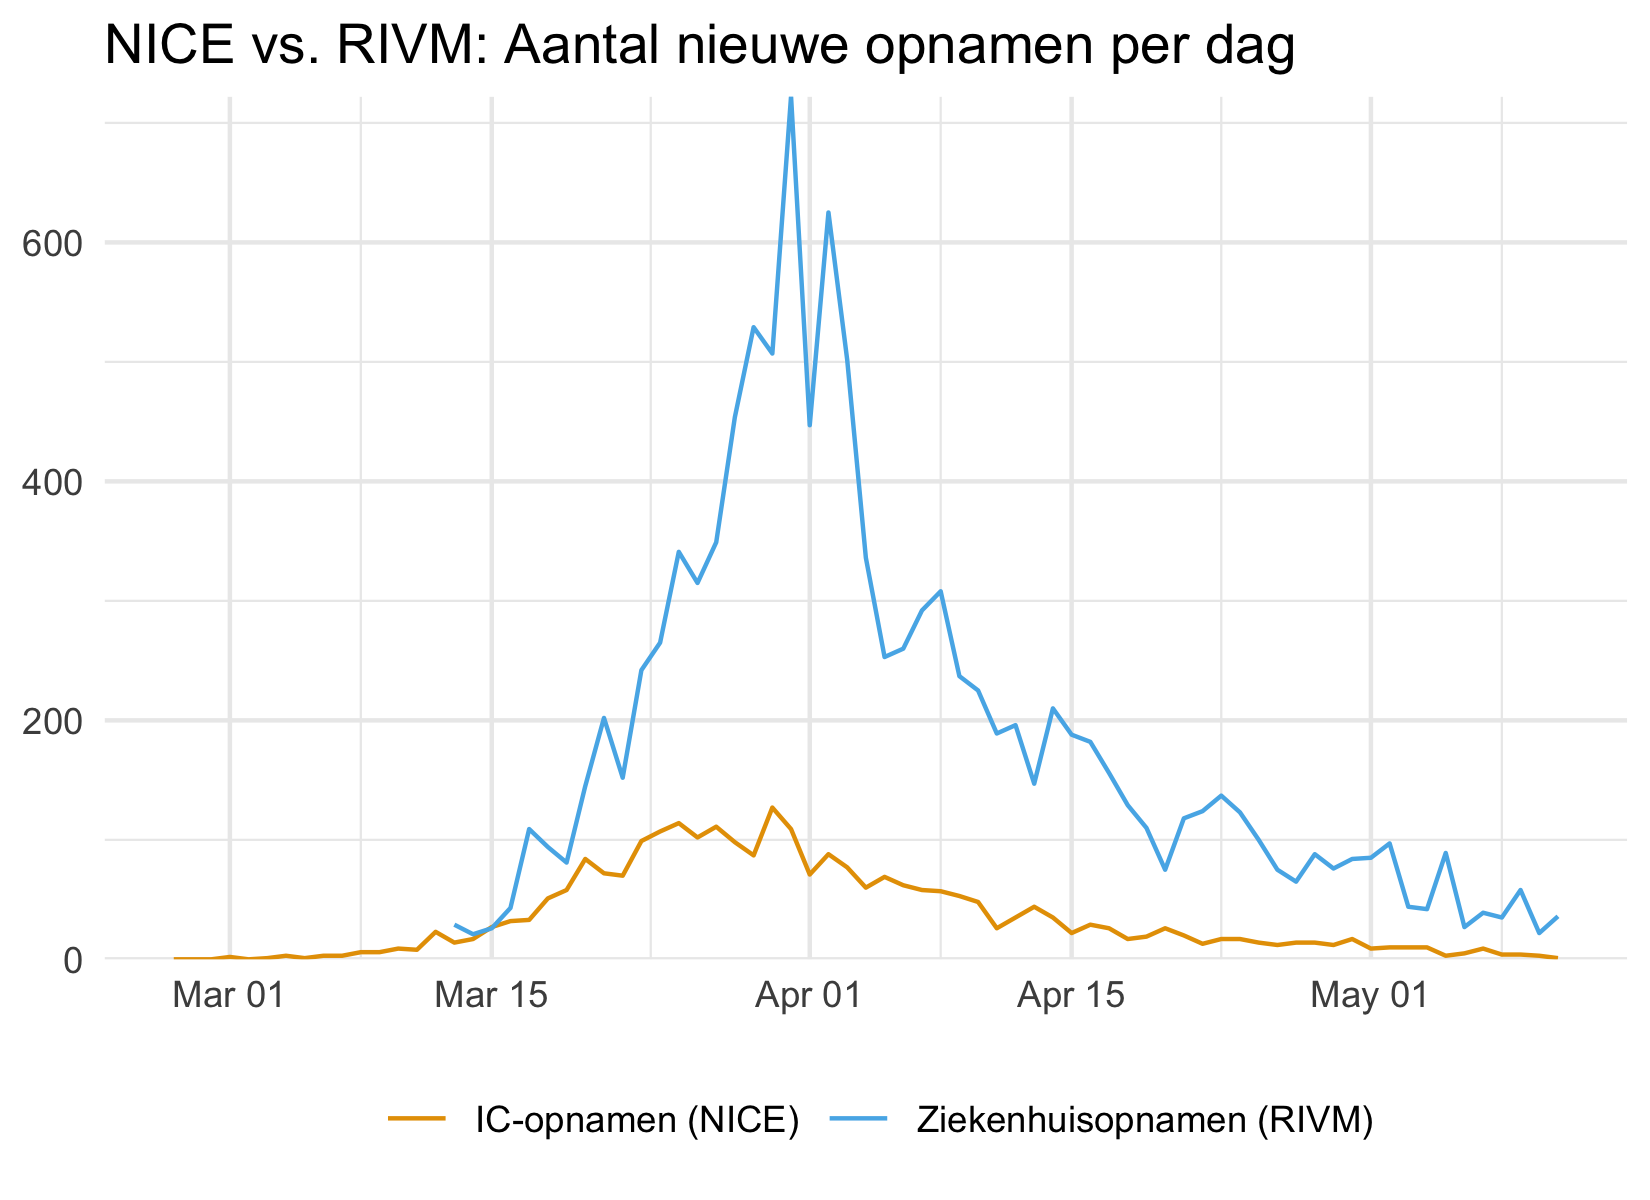 NICE vs. RIVM: Aantal nieuwe opnamen per dag
600
400
200
0
Mar 01 Mar 15 Apr 01 Apr 15 May 01
IC-opnamen (NICE) Ziekenhuisopnamen (RIVM)